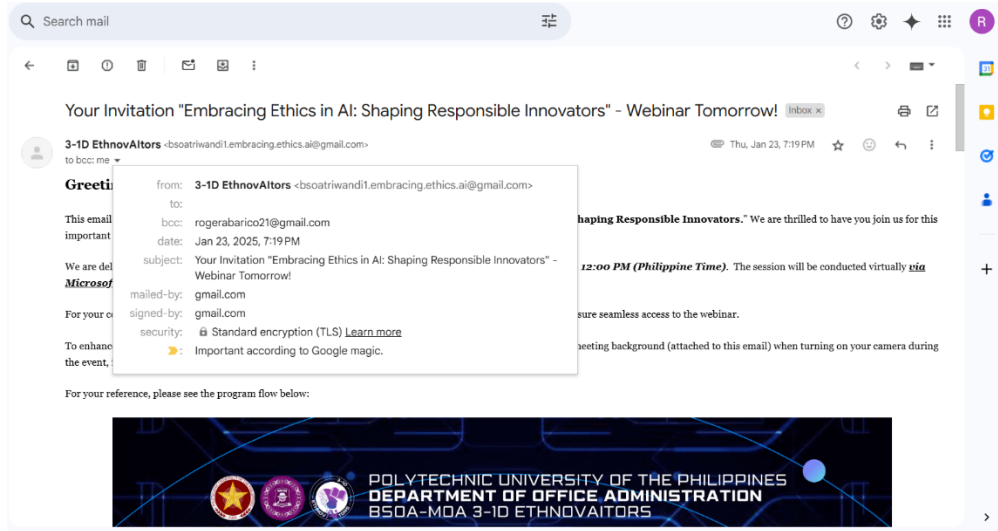 Search mail
R
Your Invitation "Embracing Ethics in AI: Shaping Responsible Innovators" - Webinar Tomorrow! Inbox ×
3-1D EthnovAItors <bsoatriwandi1.embracing.ethics.ai@gmail.com> Thu, Jan 23, 7:19 PM
to bcc: me
Greeti
from: 3-1D EthnovAItors <bsoatriwandi1.embracing.ethics.ai@gmail.com>
to:
bcc: rogerabarico21@gmail.com
date: Jan 23, 2025, 7:19 PM
subject: Your Invitation "Embracing Ethics in AI: Shaping Responsible Innovators" -
Webinar Tomorrow!
mailed-by: gmail.com
signed-by: gmail.com
security: Standard encryption (TLS) Learn more
: Important according to Google magic.
This email haping Responsible Innovators." We are thrilled to have you join us for this
important
We are del 12:00 PM (Philippine Time). The session will be conducted virtually via
Microsof
For your co sure seamless access to the webinar.
To enhanc meeting background (attached to this email) when turning on your camera during
the event,
For your reference, please see the program flow below:
POLYTECHNIC UNIVERSITY OF THE PHILIPPINES
DEPARTMENT OF OFFICE ADMINISTRATION
BSOA-MOA 3-1D ETHNOVAITORS
31